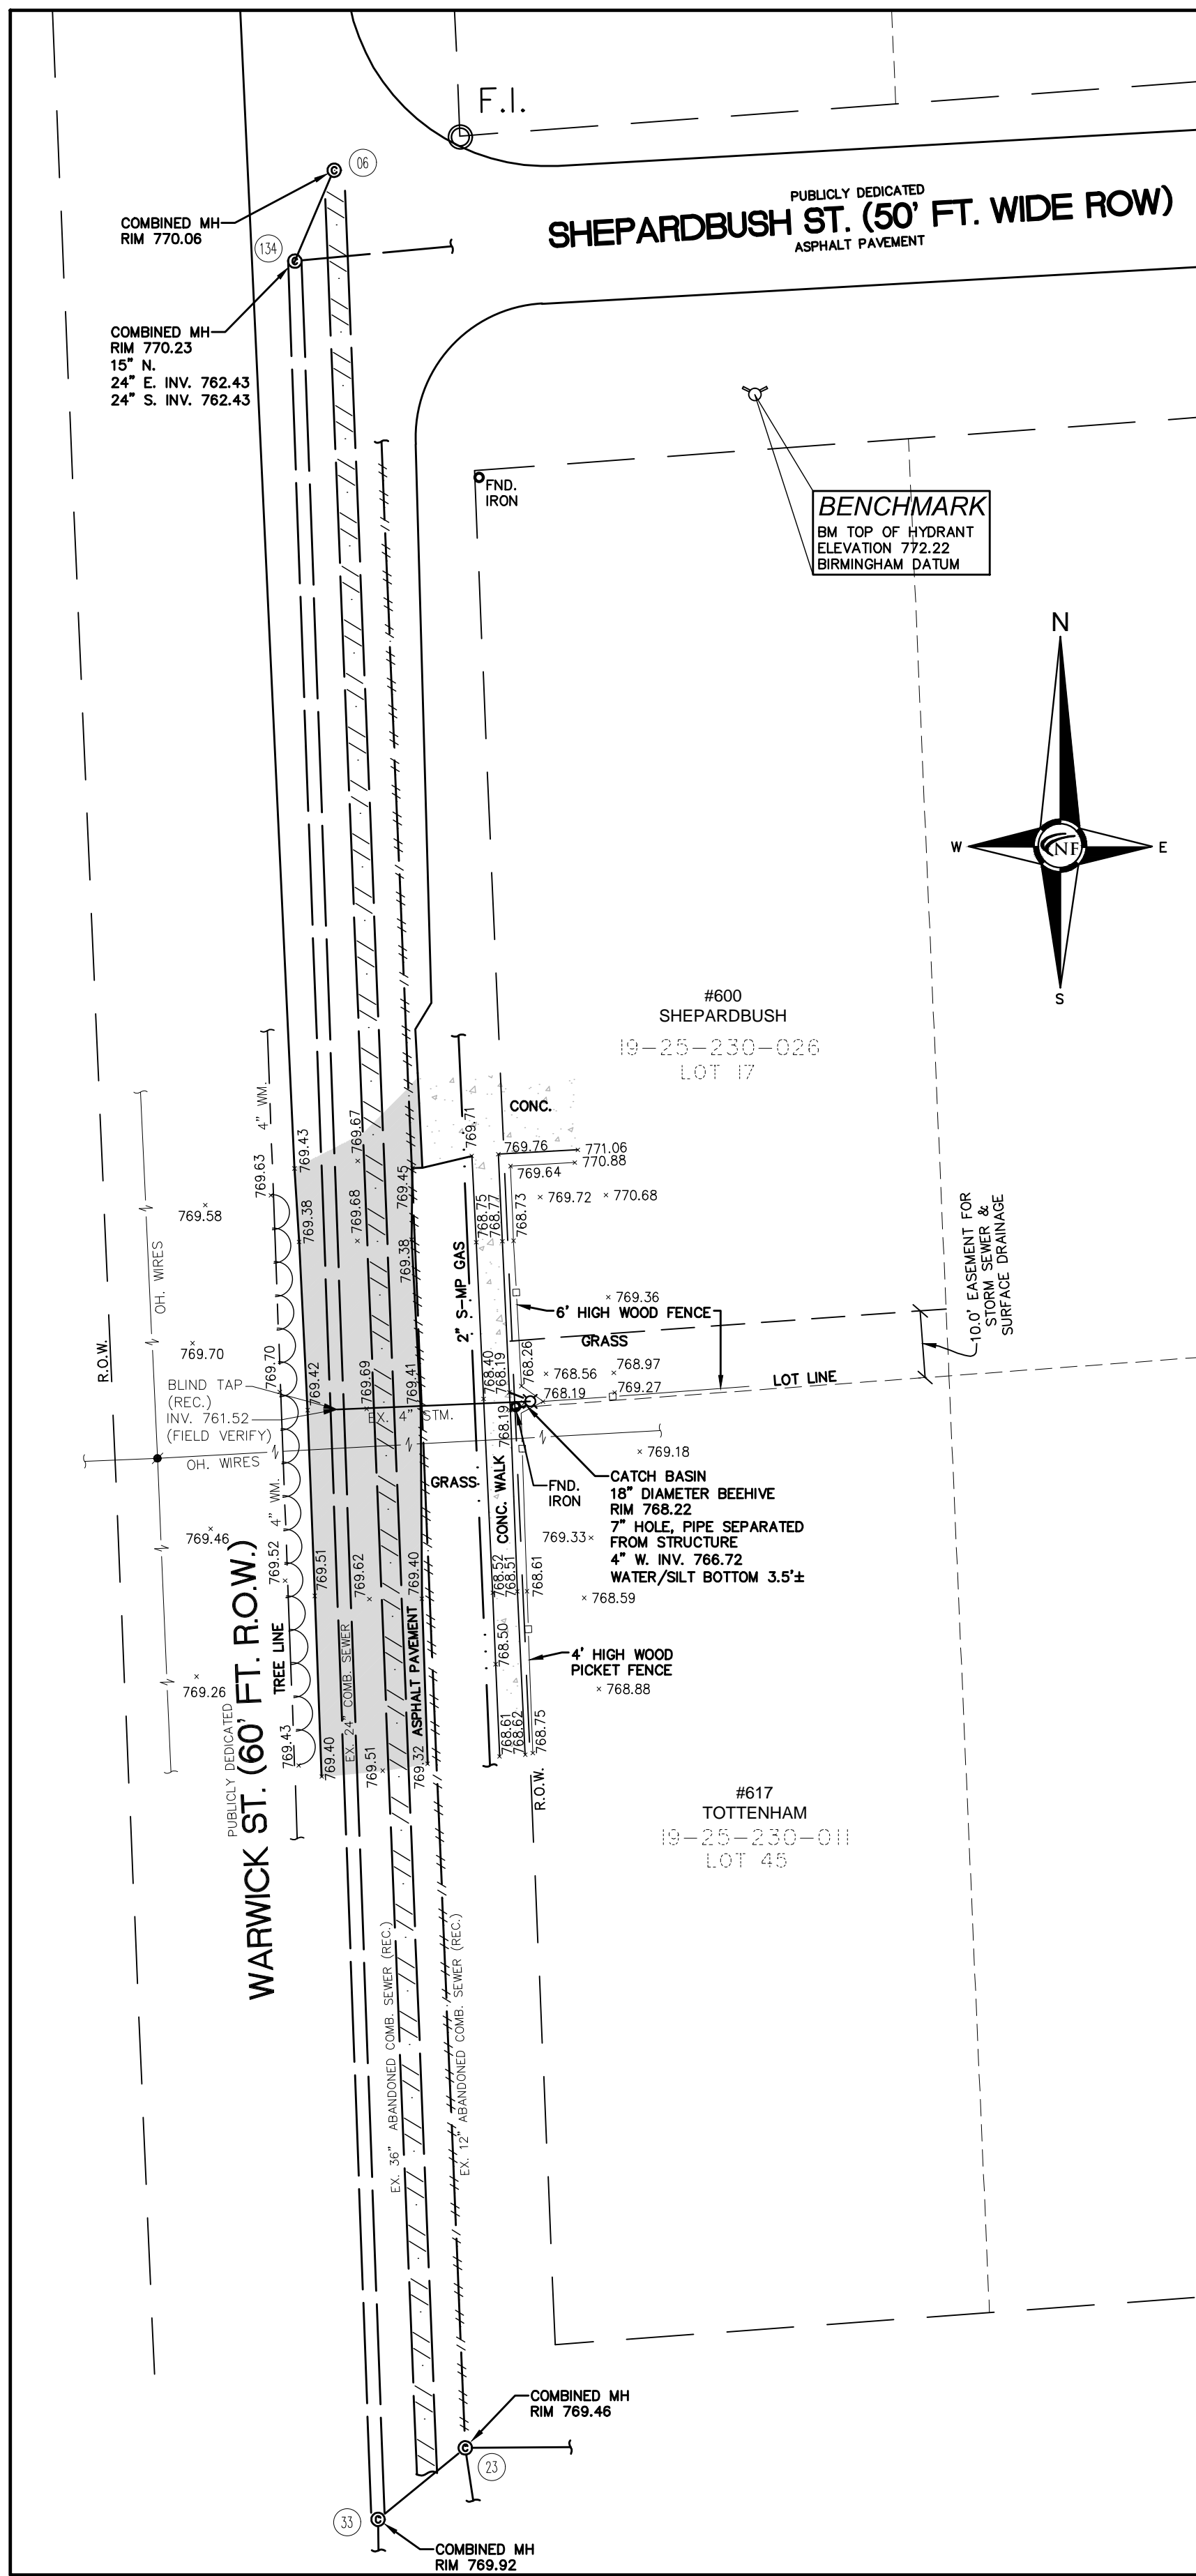 F.I.
06
COMBINED MH
RIM 770.06
134
PUBLICLY DEDICATED
SHEPARDBUSH ST. (50' FT. WIDE ROW)
ASPHALT PAVEMENT
COMBINED MH
RIM 770.23
15" N.
24" E. INV. 762.43
24" S. INV. 762.43
FND.
IRON
BENCHMARK
BM TOP OF HYDRANT
ELEVATION 772.22
BIRMINGHAM DATUM
N
W
NF
E
S
#600
SHEPARDBUSH
19-25-230-026
LOT 17
4" WM.
CONC.
769.63
769.43
769.67
769.71
769.76
771.06
770.88
769.64
769.45
769.58
769.38
769.68
769.38
768.75
768.77
768.73
769.72
770.68
OH. WIRES
2" S-MP GAS
10.0' EASEMENT FOR
STORM SEWER &
SURFACE DRAINAGE
769.36
6' HIGH WOOD FENCE
GRASS
R.O.W.
769.70
769.70
769.42
769.69
769.41
768.40
768.19
768.26
768.56
768.97
768.19
769.27
LOT LINE
BLIND TAP
(REC.)
INV. 761.52
(FIELD VERIFY)
EX. 4" STM.
768.19
OH. WIRES
769.18
GRASS
FND.
IRON
CATCH BASIN
18" DIAMETER BEEHIVE
RIM 768.22
7" HOLE, PIPE SEPARATED
FROM STRUCTURE
4" W. INV. 766.72
WATER/SILT BOTTOM 3.5'±
4" WM.
CONC. WALK
769.46
769.33
769.52
769.51
769.62
769.40
768.52
768.51
768.61
768.59
TREE LINE
EX. 24" COMB. SEWER
ASPHALT PAVEMENT
768.50
4' HIGH WOOD
PICKET FENCE
769.26
768.88
769.43
769.40
769.51
769.32
768.61
768.62
768.75
R.O.W.
PUBLICLY DEDICATED
WARWICK ST. (60' FT. R.O.W.)
#617
TOTTENHAM
19-25-230-011
LOT 45
EX. 36" ABANDONED COMB. SEWER (REC.)
EX. 12" ABANDONED COMB. SEWER (REC.)
COMBINED MH
RIM 769.46
23
33
COMBINED MH
RIM 769.92